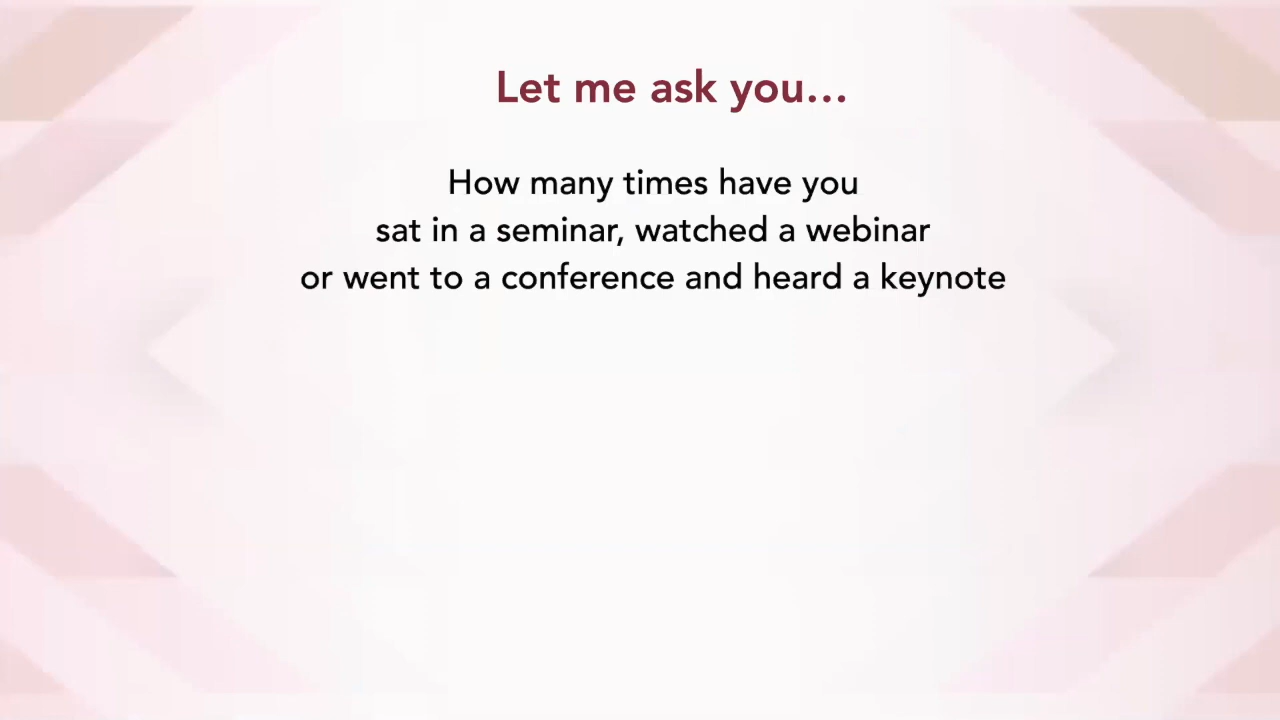 Let me ask you…
How many times have you
sat in a seminar, watched a webinar
or went to a conference and heard a keynote